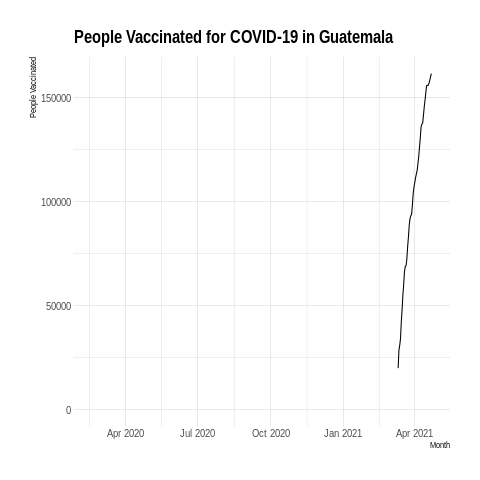 People Vaccinated for COVID-19 in Guatemala
People Vaccinated
150000
100000
50000
0
Apr 2020 Jul 2020 Oct 2020 Jan 2021 Apr 2021
Month